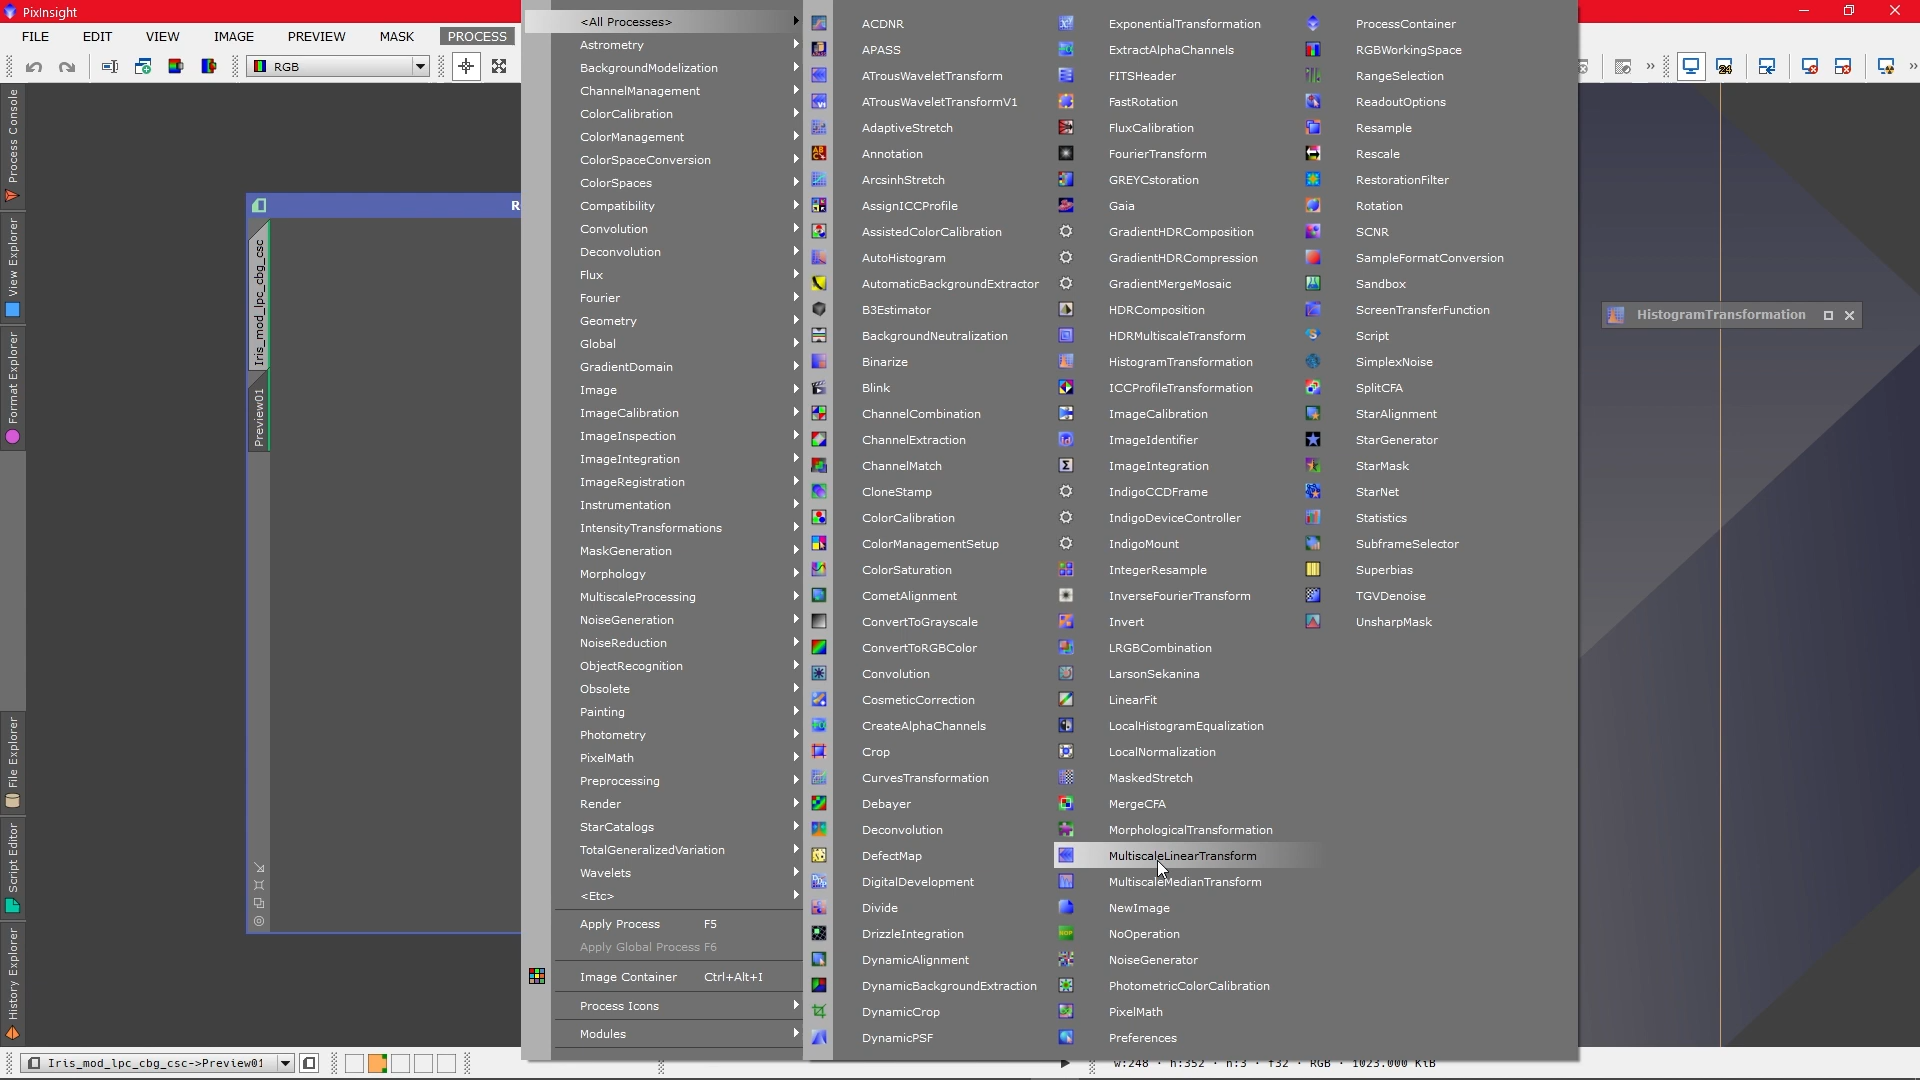 PixInsight
FILE EDIT VIEW IMAGE PREVIEW MASK PROCESS
RGB
24
Process Console
View Explorer
Format Explorer
File Explorer
Script Editor
History Explorer
R
Iris_mod_lpc_cbg_csc
Preview01
<All Processes>
Astrometry
BackgroundModelization
ChannelManagement
ColorCalibration
ColorManagement
ColorSpaceConversion
ColorSpaces
Compatibility
Convolution
Deconvolution
Flux
Fourier
Geometry
Global
GradientDomain
Image
ImageCalibration
ImageInspection
ImageIntegration
ImageRegistration
Instrumentation
IntensityTransformations
MaskGeneration
Morphology
MultiscaleProcessing
NoiseGeneration
NoiseReduction
ObjectRecognition
Obsolete
Painting
Photometry
PixelMath
Preprocessing
Render
StarCatalogs
TotalGeneralizedVariation
Wavelets
<Etc>
Apply Process F5
Apply Global Process F6
Image Container Ctrl+Alt+I
Process Icons
Modules
ACDNR
APASS
ATrousWaveletTransform
ATrousWaveletTransformV1
AdaptiveStretch
Annotation
ArcsinhStretch
AssignICCProfile
AssistedColorCalibration
AutoHistogram
AutomaticBackgroundExtractor
B3Estimator
BackgroundNeutralization
Binarize
Blink
ChannelCombination
ChannelExtraction
ChannelMatch
CloneStamp
ColorCalibration
ColorManagementSetup
ColorSaturation
CometAlignment
ConvertToGrayscale
ConvertToRGBColor
Convolution
CosmeticCorrection
CreateAlphaChannels
Crop
CurvesTransformation
Debayer
Deconvolution
DefectMap
DigitalDevelopment
Divide
DrizzleIntegration
DynamicAlignment
DynamicBackgroundExtraction
DynamicCrop
DynamicPSF
ExponentialTransformation
ExtractAlphaChannels
FITSHeader
FastRotation
FluxCalibration
FourierTransform
GREYCstoration
Gaia
GradientHDRComposition
GradientHDRCompression
GradientMergeMosaic
HDRComposition
HDRMultiscaleTransform
HistogramTransformation
ICCProfileTransformation
ImageCalibration
ImageIdentifier
ImageIntegration
IndigoCCDFrame
IndigoDeviceController
IndigoMount
IntegerResample
InverseFourierTransform
Invert
LRGBCombination
LarsonSekanina
LinearFit
LocalHistogramEqualization
LocalNormalization
MaskedStretch
MergeCFA
MorphologicalTransformation
MultiscaleLinearTransform
MultiscaleMedianTransform
NewImage
NoOperation
NoiseGenerator
PhotometricColorCalibration
PixelMath
Preferences
ProcessContainer
RGBWorkingSpace
RangeSelection
ReadoutOptions
Resample
Rescale
RestorationFilter
Rotation
SCNR
SampleFormatConversion
Sandbox
ScreenTransferFunction
Script
SimplexNoise
SplitCFA
StarAlignment
StarGenerator
StarMask
StarNet
Statistics
SubframeSelector
Superbias
TGVDenoise
UnsharpMask
HistogramTransformation
Iris_mod_lpc_cbg_csc->Preview01
w:248 · h:352 · n:3 · f32 · RGB · 1023.000 KiB